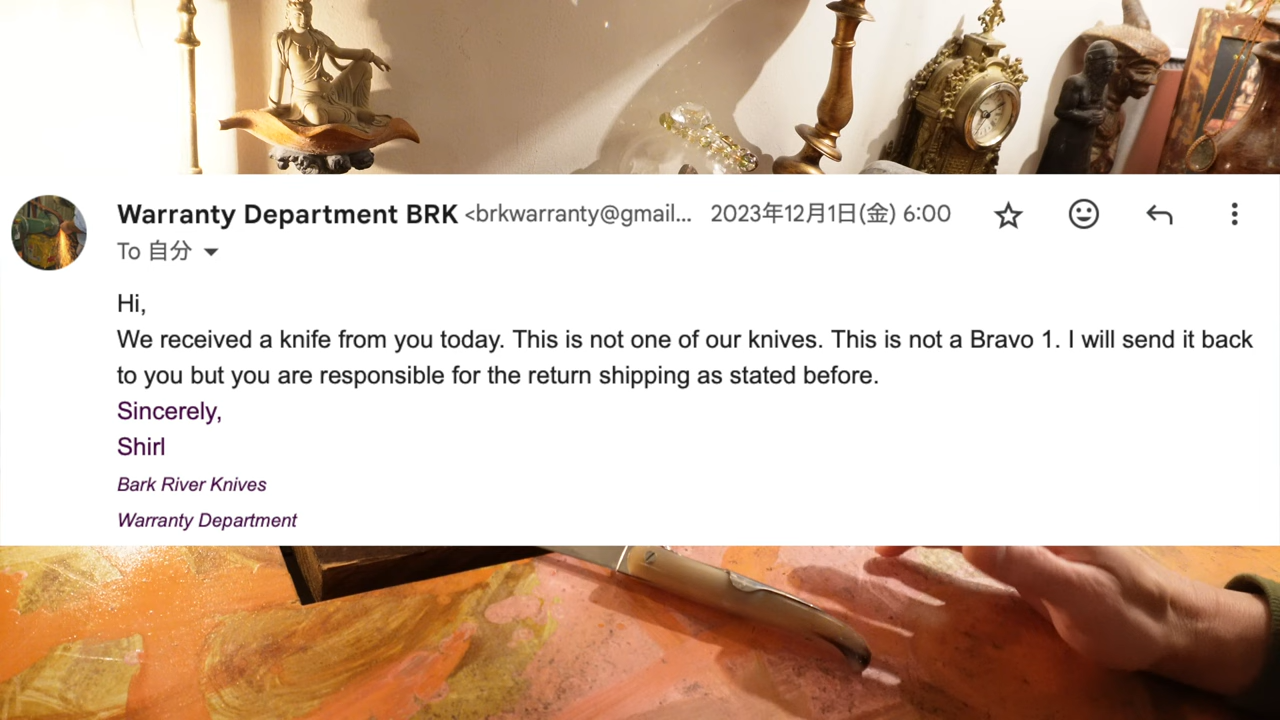 Warranty Department BRK <brkwarranty@gmail... 2023年12月1日(金) 6:00
To 自分
Hi,
We received a knife from you today. This is not one of our knives. This is not a Bravo 1. I will send it back
to you but you are responsible for the return shipping as stated before.
Sincerely,
Shirl
Bark River Knives
Warranty Department